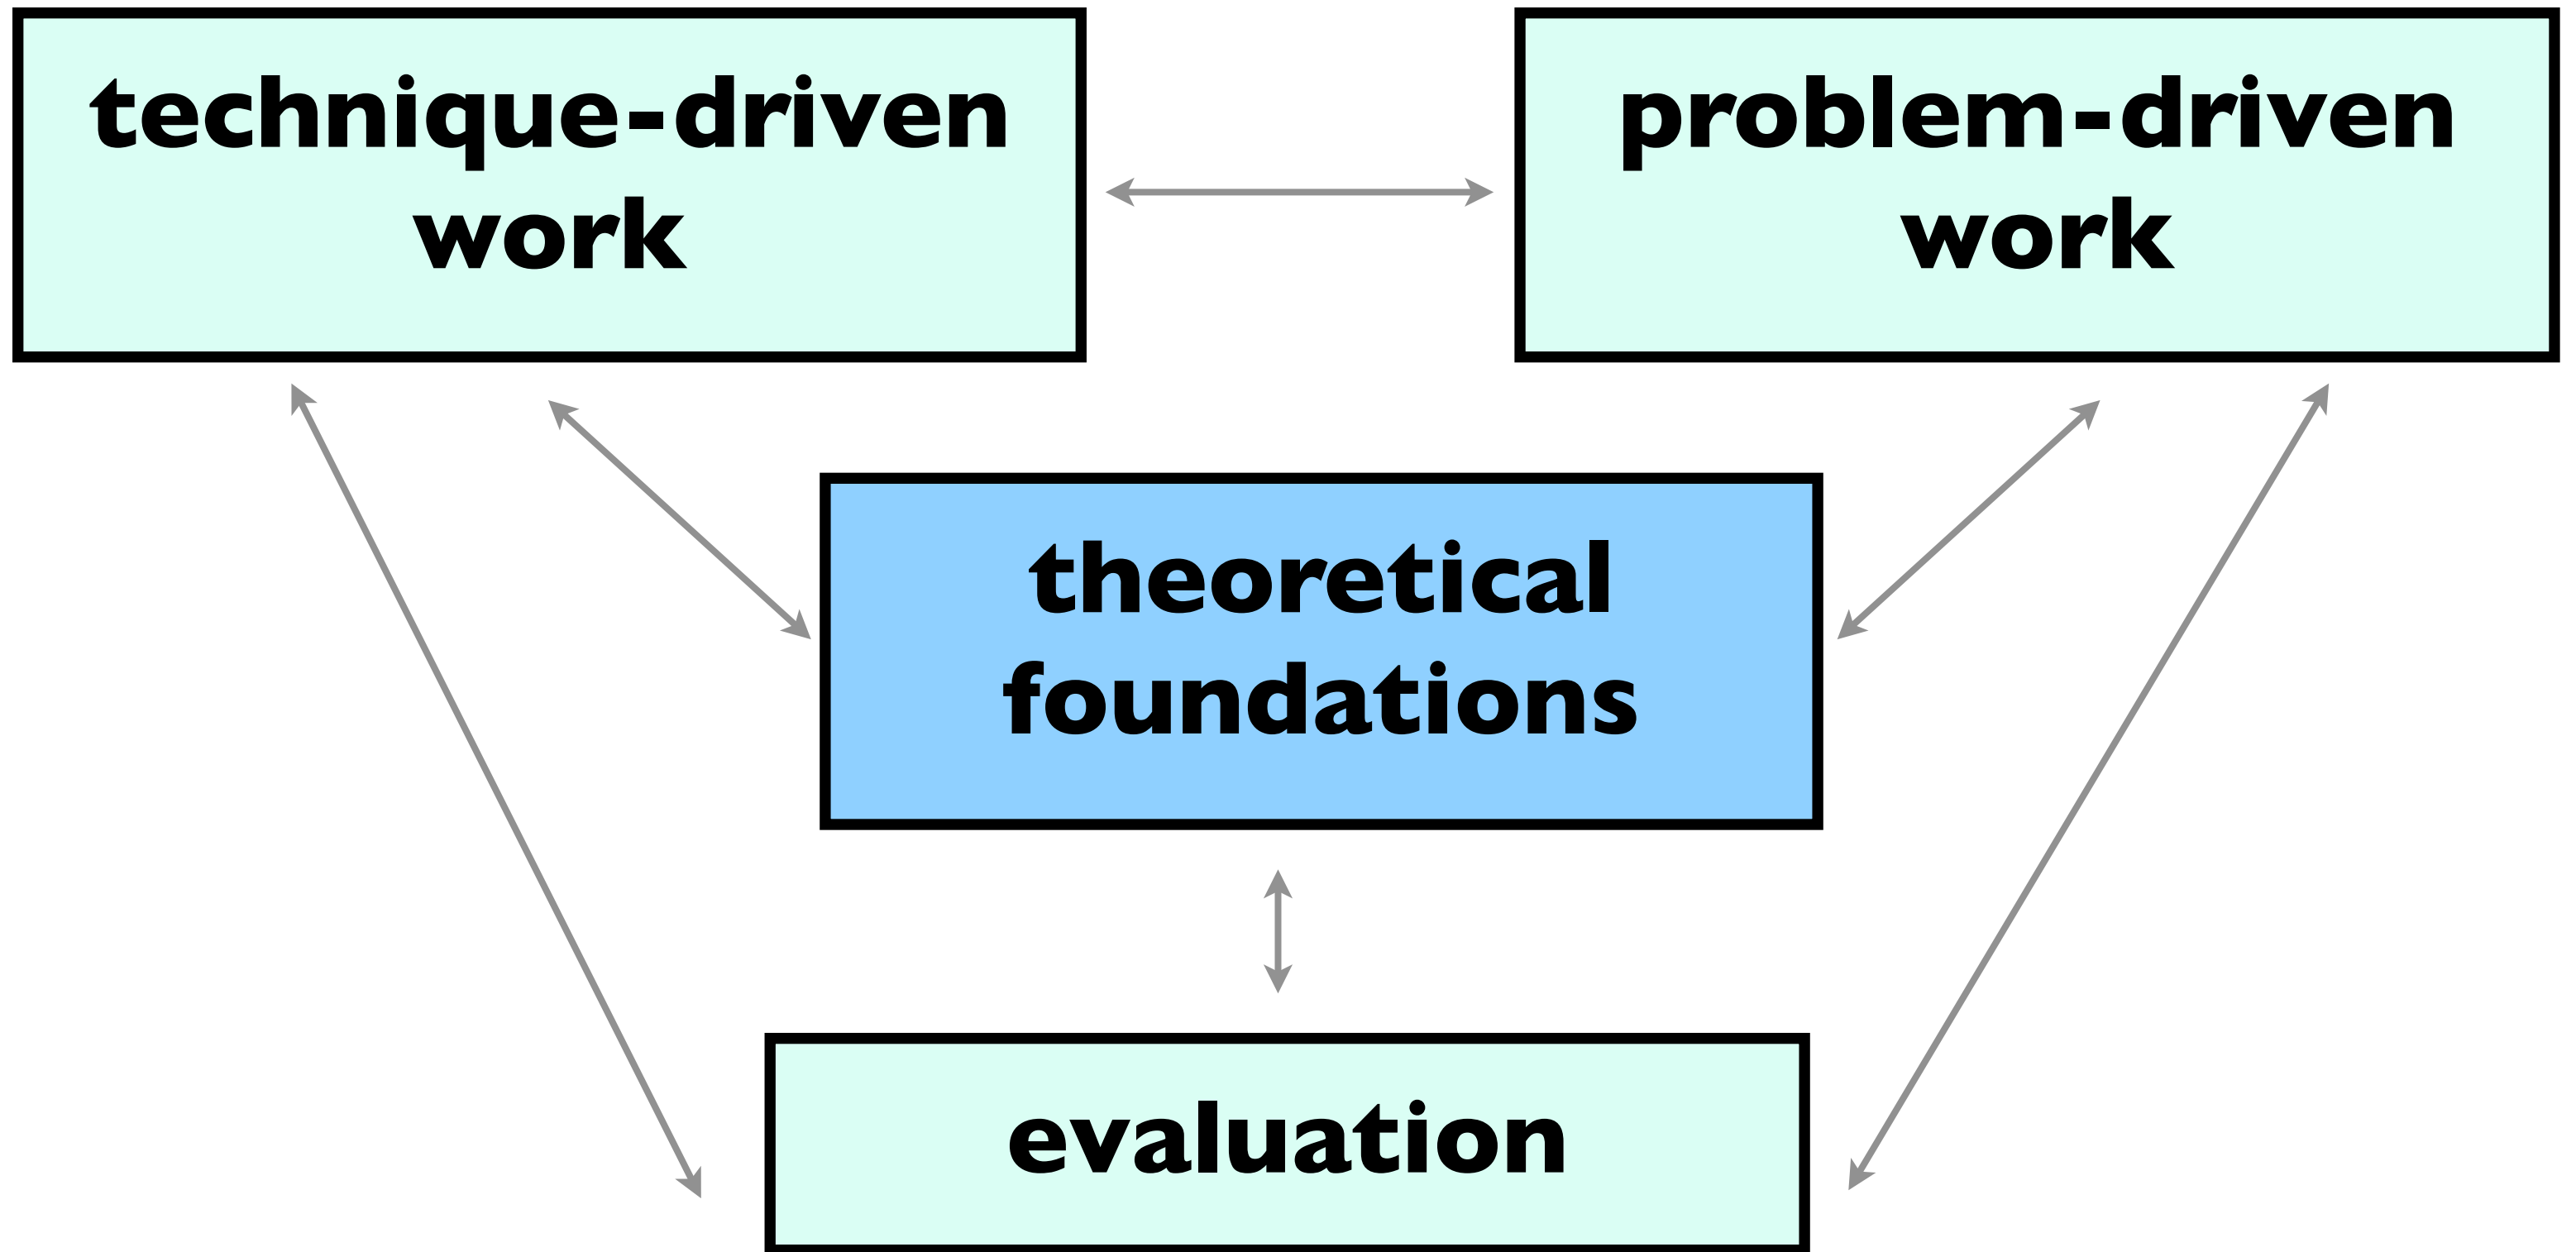 technique-driven
work
problem-driven
work
theoretical
foundations
evaluation